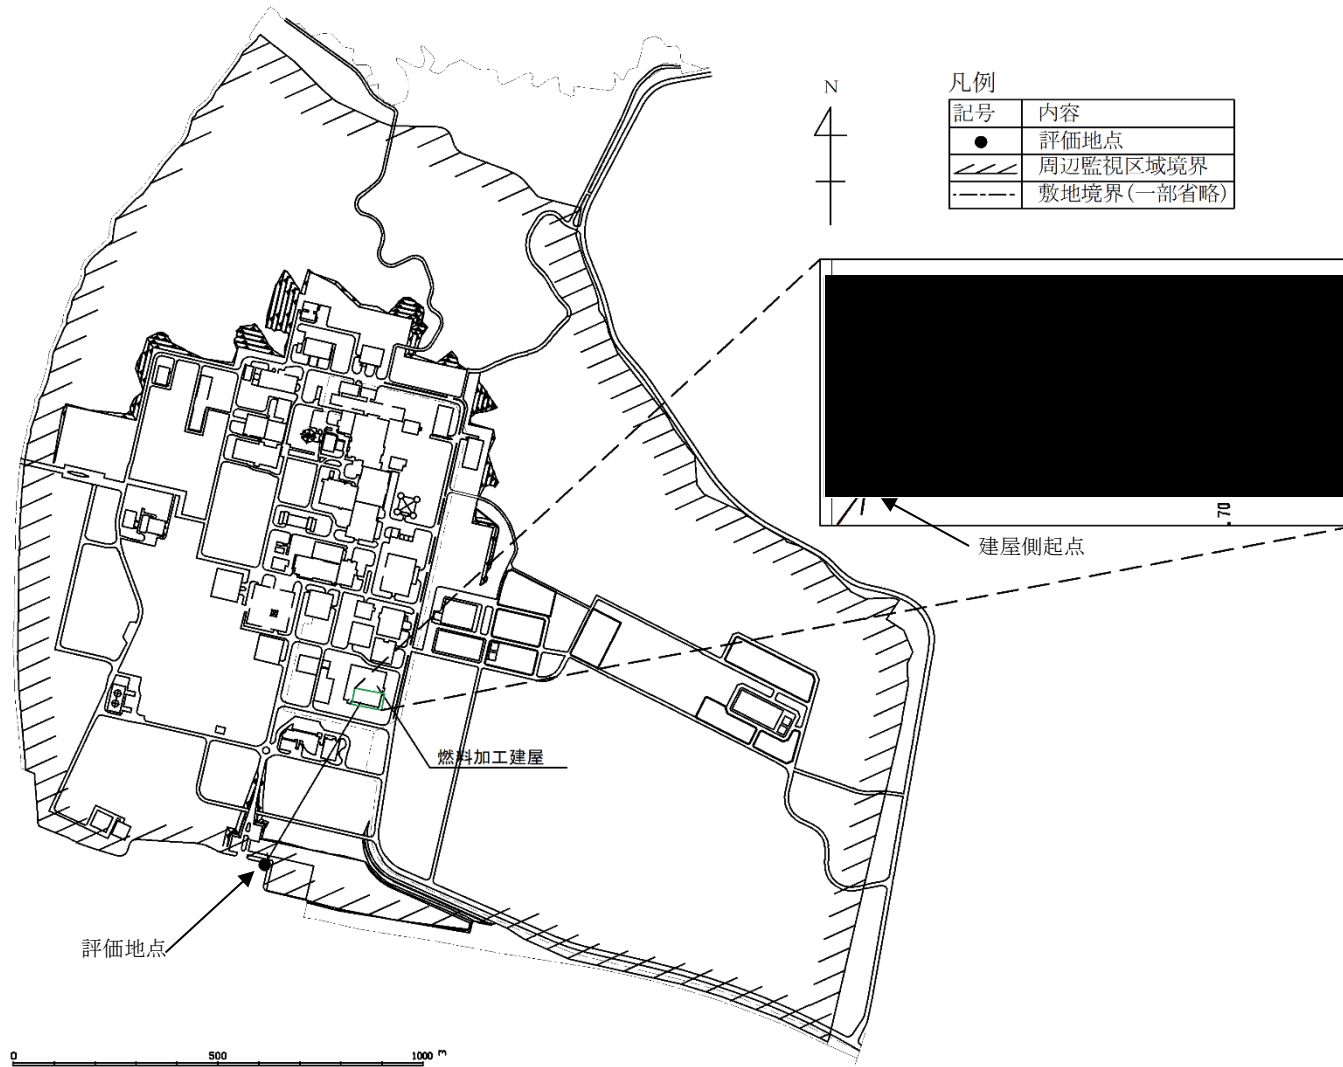 N
凡例
記号 内容
● 評価地点
周辺監視区域境界
敷地境界(一部省略)
70
建屋側起点
燃料加工建屋
評価地点
0 500 1000 m